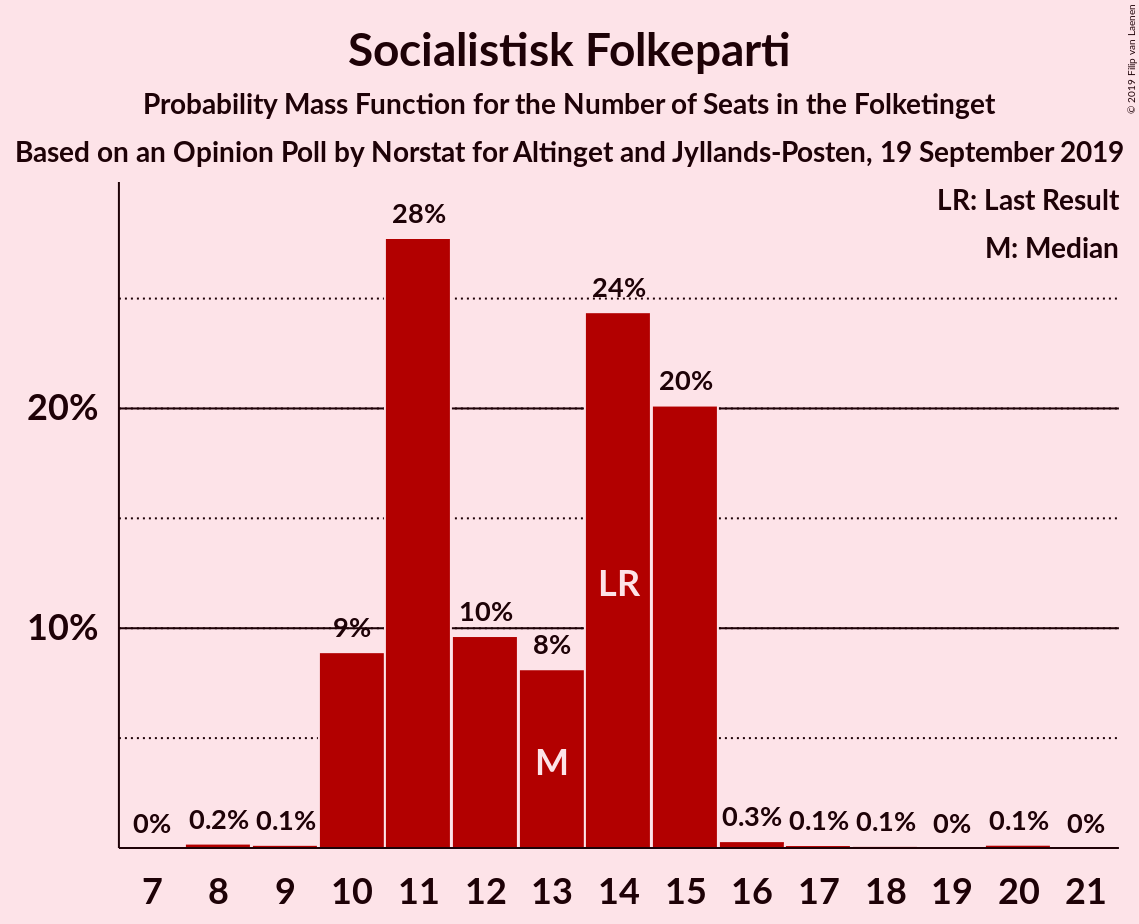 Socialistisk Folkeparti
Probability Mass Function for the Number of Seats in the Folketinget
Based on an Opinion Poll by Norstat for Altinget and Jyllands-Posten, 19 September 2019
© 2019 Filip van Laenen
LR: Last Result
M: Median
28%
24%
20%
20%
10%
9%
10%
8%
LR
M
0%
0.2%
0.1%
0.3%
0.1%
0.1%
0%
0.1%
0%
7 8 9 10 11 12 13 14 15 16 17 18 19 20 21